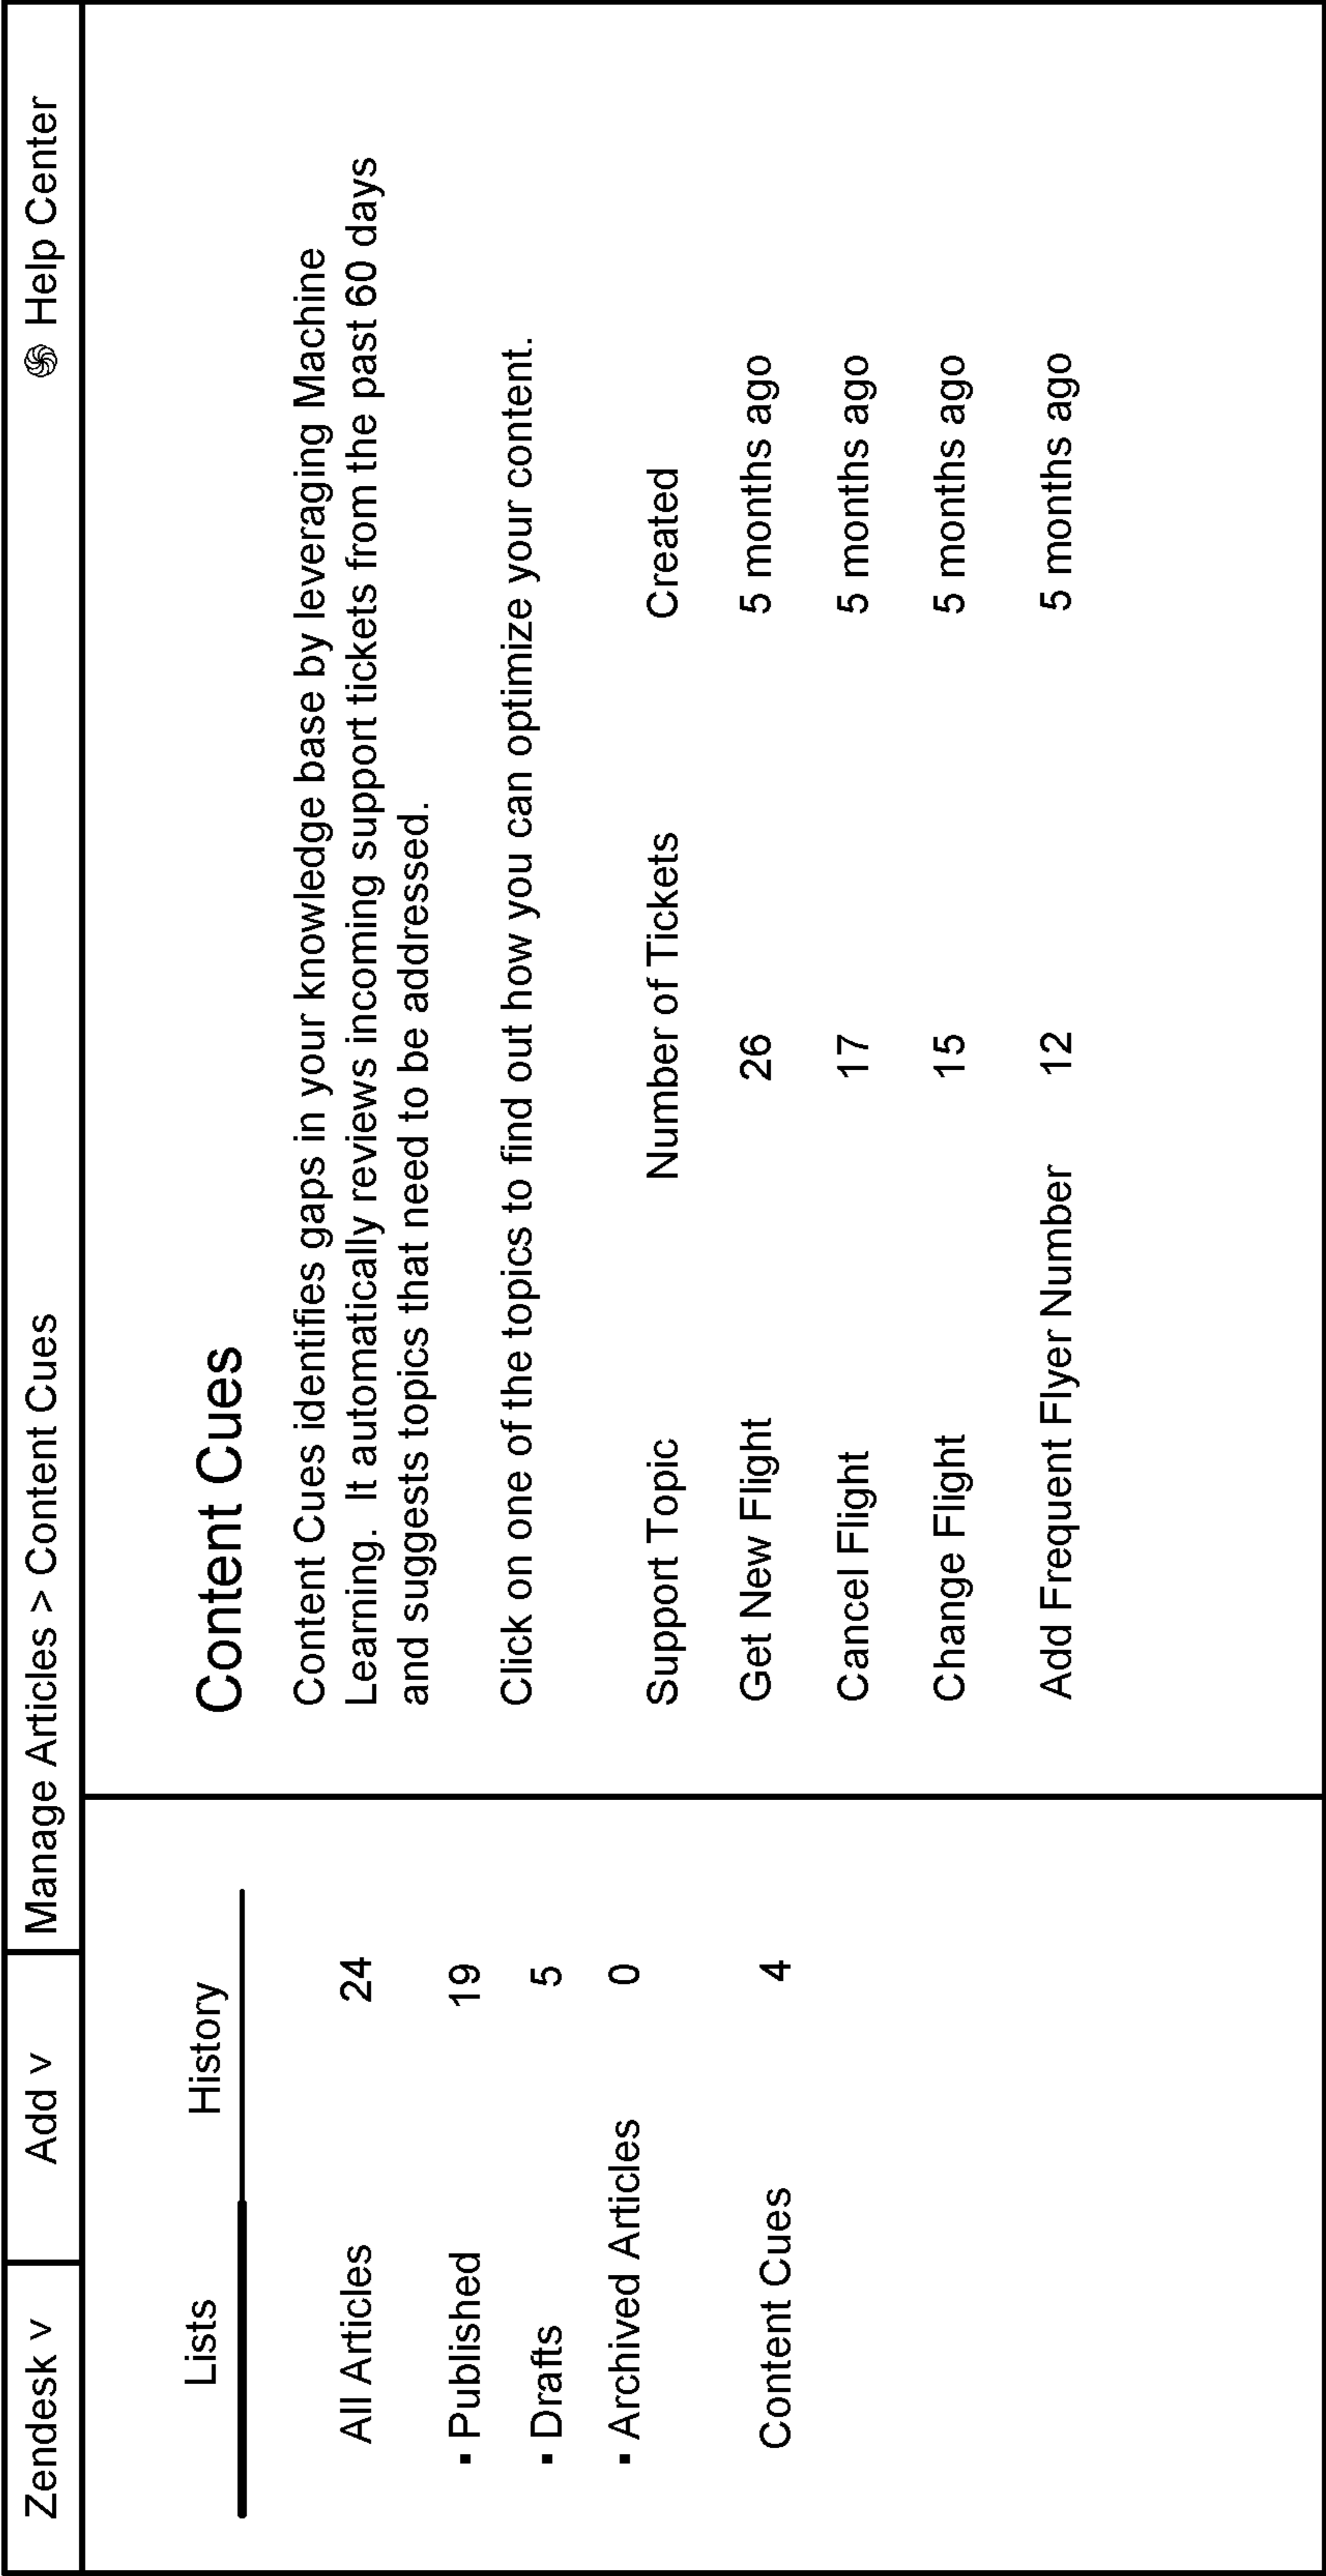 Zendesk v Add v Manage Articles > Content Cues Help Center
Lists History
All Articles 24
▪ Published 19
▪ Drafts 5
▪ Archived Articles 0
Content Cues 4
Content Cues
Content Cues identifies gaps in your knowledge base by leveraging Machine
Learning. It automatically reviews incoming support tickets from the past 60 days
and suggests topics that need to be addressed.
Click on one of the topics to find out how you can optimize your content.
Support Topic Number of Tickets Created
Get New Flight 26 5 months ago
Cancel Flight 17 5 months ago
Change Flight 15 5 months ago
Add Frequent Flyer Number 12 5 months ago